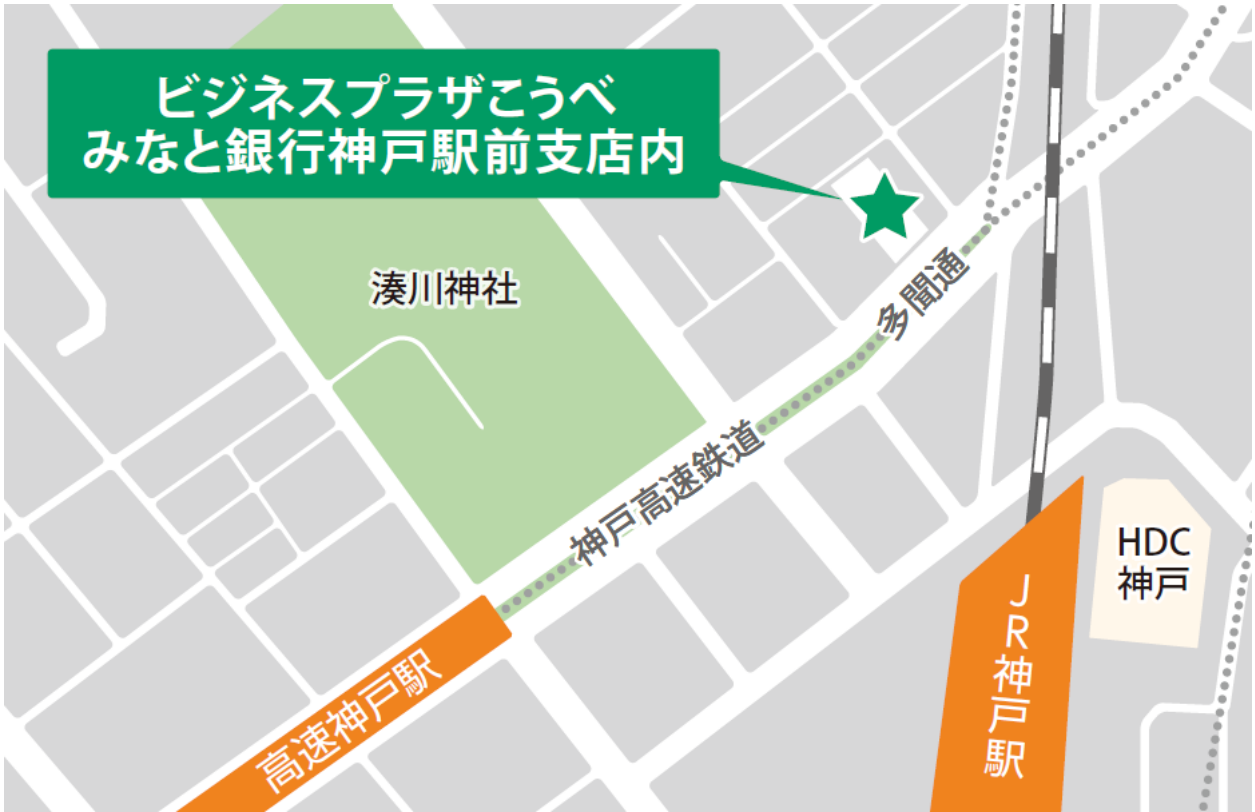 ビジネスプラザこうべ
みなと銀行神戸駅前支店内
湊川神社
多聞通
神戸高速鉄道
HDC
神戸
JR神戸駅
高速神戸駅